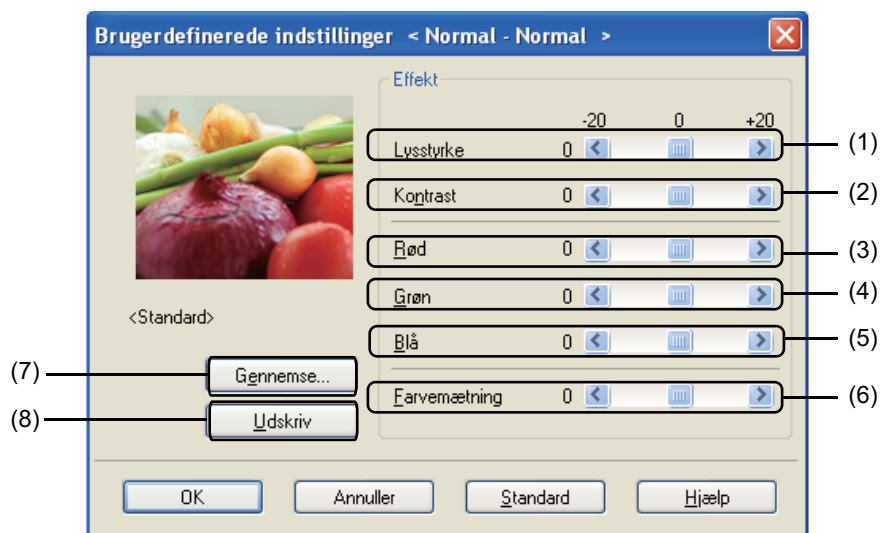 Brugerdefinerede indstillinger < Normal - Normal >
Effekt
-20 0 +20
Lysstyrke 0 (1)
Kontrast 0 (2)
Rød 0 (3)
Grøn 0 (4)
Blå 0 (5)
Farvemætning 0 (6)
<Standard>
(7) Gennemse...
(8) Udskriv
OK Annuller Standard Hjælp